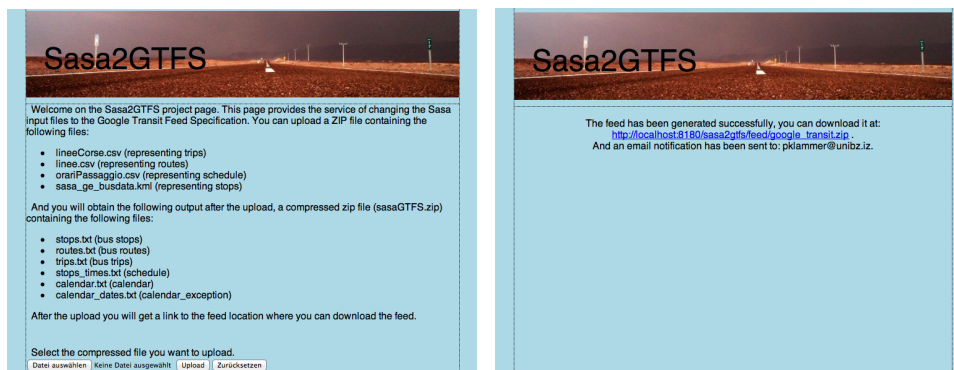 Sasa2GTFS
Welcome on the Sasa2GTFS project page. This page provides the service of changing the Sasa
input files to the Google Transit Feed Specification. You can upload a ZIP file containing the
following files:
• lineeCorse.csv (representing trips)
• linee.csv (representing routes)
• orariPassaggio.csv (representing schedule)
• sasa_ge_busdata.kml (representing stops)
And you will obtain the following output after the upload, a compressed zip file (sasaGTFS.zip)
containing the following files:
• stops.txt (bus stops)
• routes.txt (bus routes)
• trips.txt (bus trips)
• stops_times.txt (schedule)
• calendar.txt (calendar)
• calendar_dates.txt (calendar_exception)
After the upload you will get a link to the feed location where you can download the feed.
Select the compressed file you want to upload.
Datei auswählen Keine Datei ausgewählt Upload Zurücksetzen
Sasa2GTFS
The feed has been generated successfully, you can download it at:
http://localhost:8180/sasa2gtfs/feed/google_transit.zip .
And an email notification has been sent to: pklammer@unibz.iz.